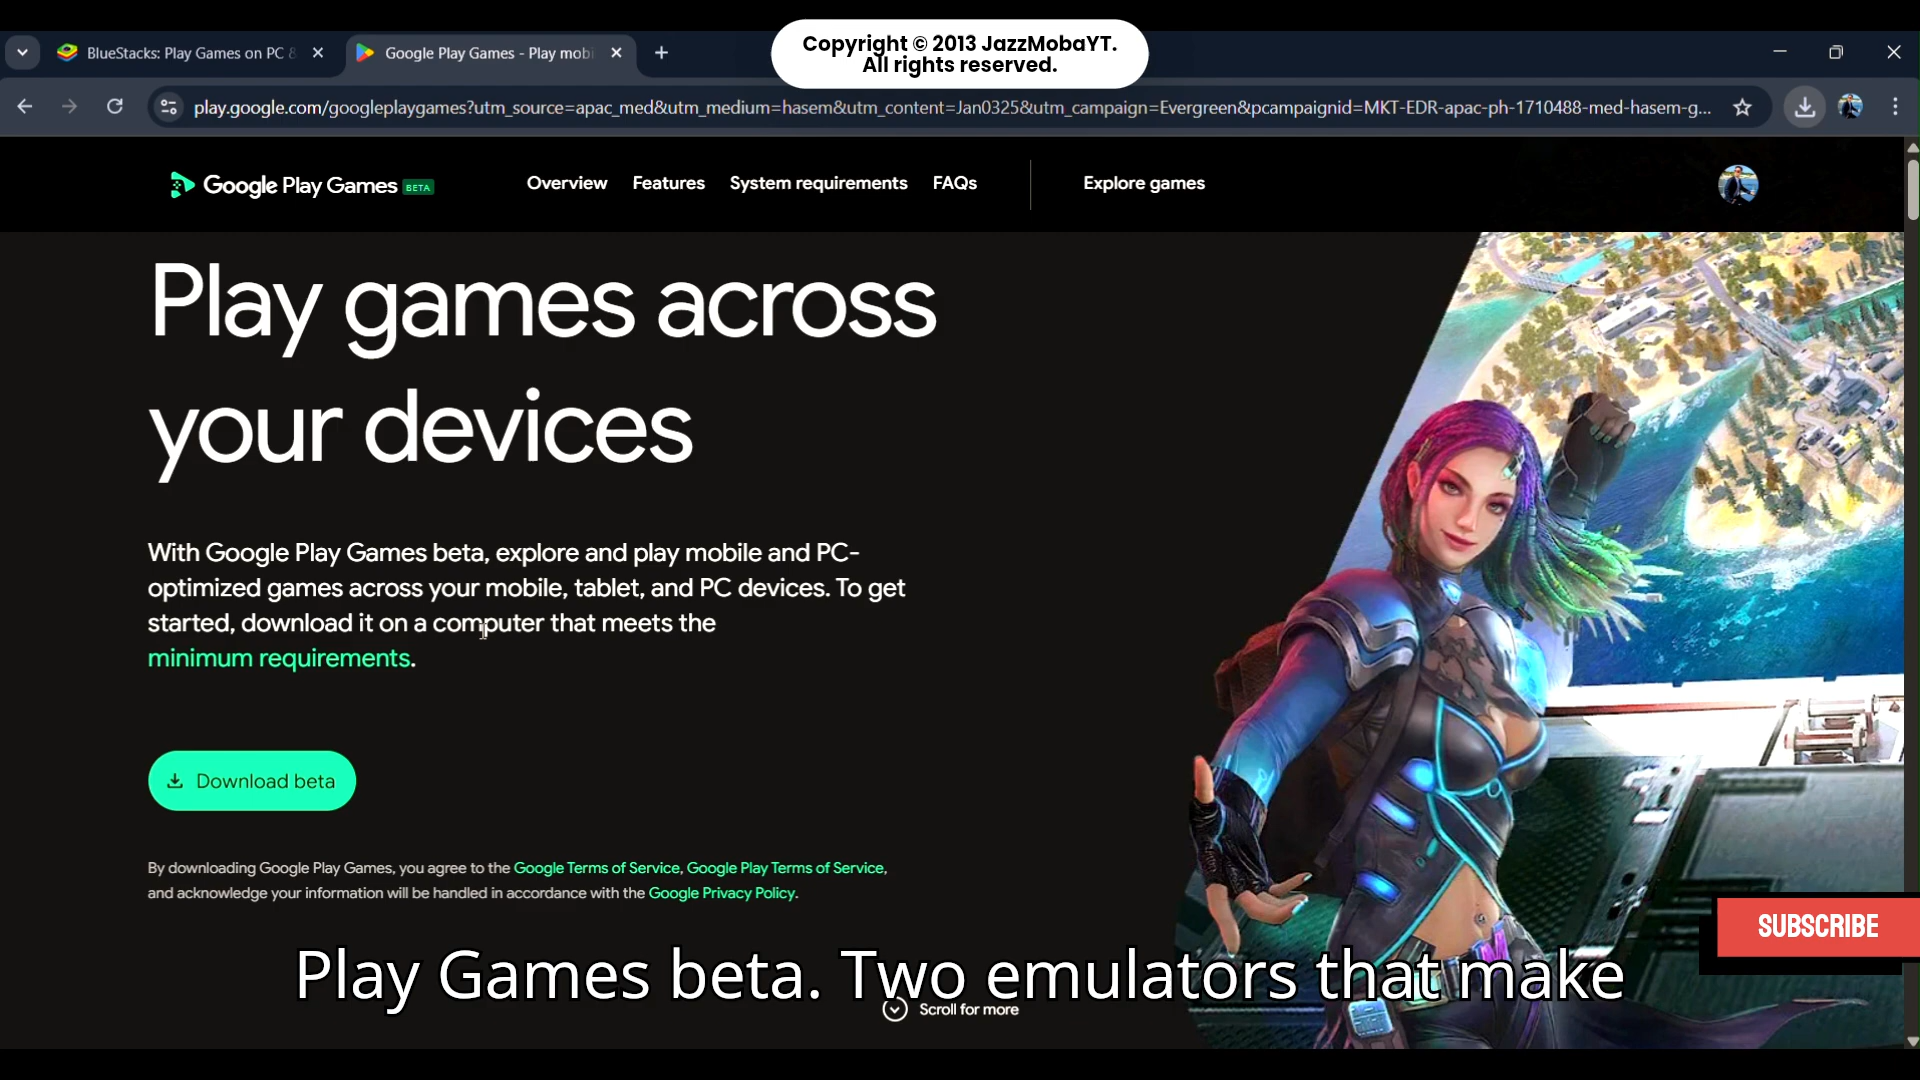 Copyright © 2013 JazzMobaYT.
All rights reserved.
BlueStacks: Play Games on PC &
Google Play Games - Play mobi
play.google.com/googleplaygames?utm_source=apac_med&utm_medium=hasem&utm_content=Jan0325&utm_campaign=Evergreen&pcampaignid=MKT-EDR-apac-ph-1710488-med-hasem-g...
Google Play Games BETA
Overview
Features
System requirements
FAQs
Explore games
Play games across
your devices
With Google Play Games beta, explore and play mobile and PC-
optimized games across your mobile, tablet, and PC devices. To get
started, download it on a computer that meets the
minimum requirements.
Download beta
By downloading Google Play Games, you agree to the Google Terms of Service, Google Play Terms of Service,
and acknowledge your information will be handled in accordance with the Google Privacy Policy.
SUBSCRIBE
Play Games beta. Two emulators that make
Scroll for more